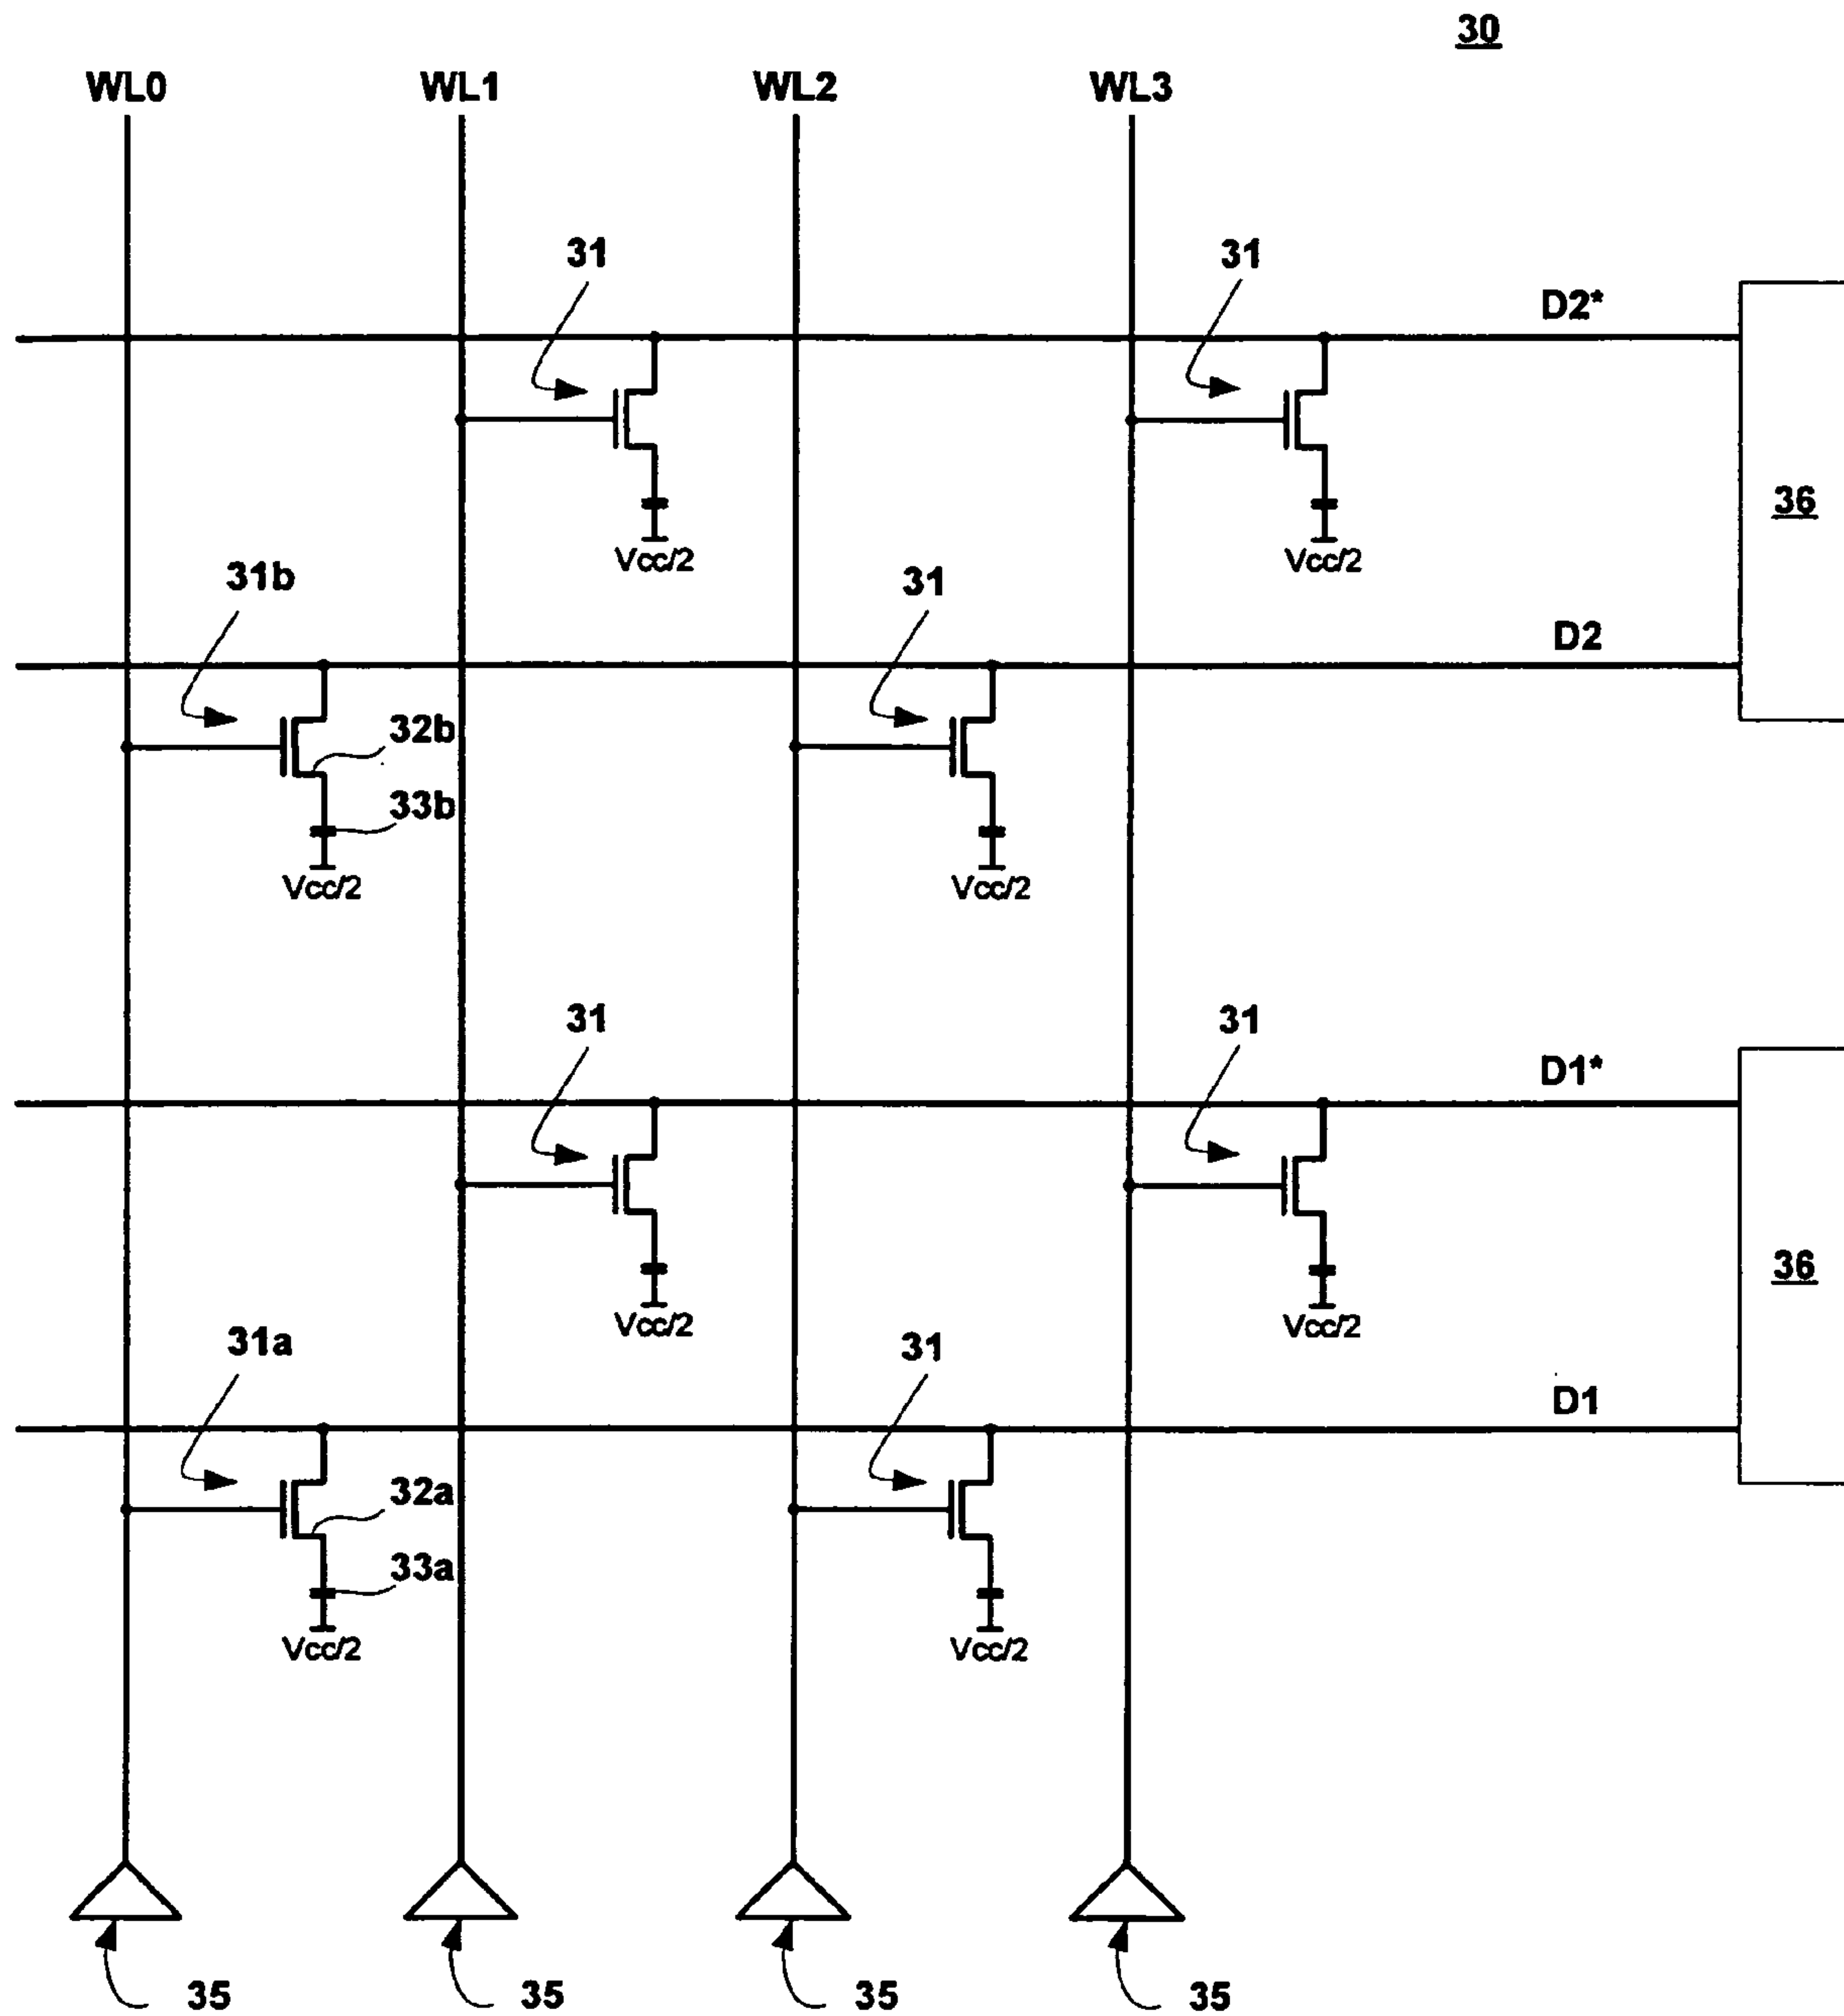 30
WL0 WL1 WL2 WL3
31 31
D2*
36
Vcc/2 Vcc/2
31b 31
D2
32b
33b
Vcc/2 Vcc/2
31 31
D1*
36
Vcc/2 Vcc/2
31a 31
D1
32a
33a
Vcc/2 Vcc/2
35 35 35 35